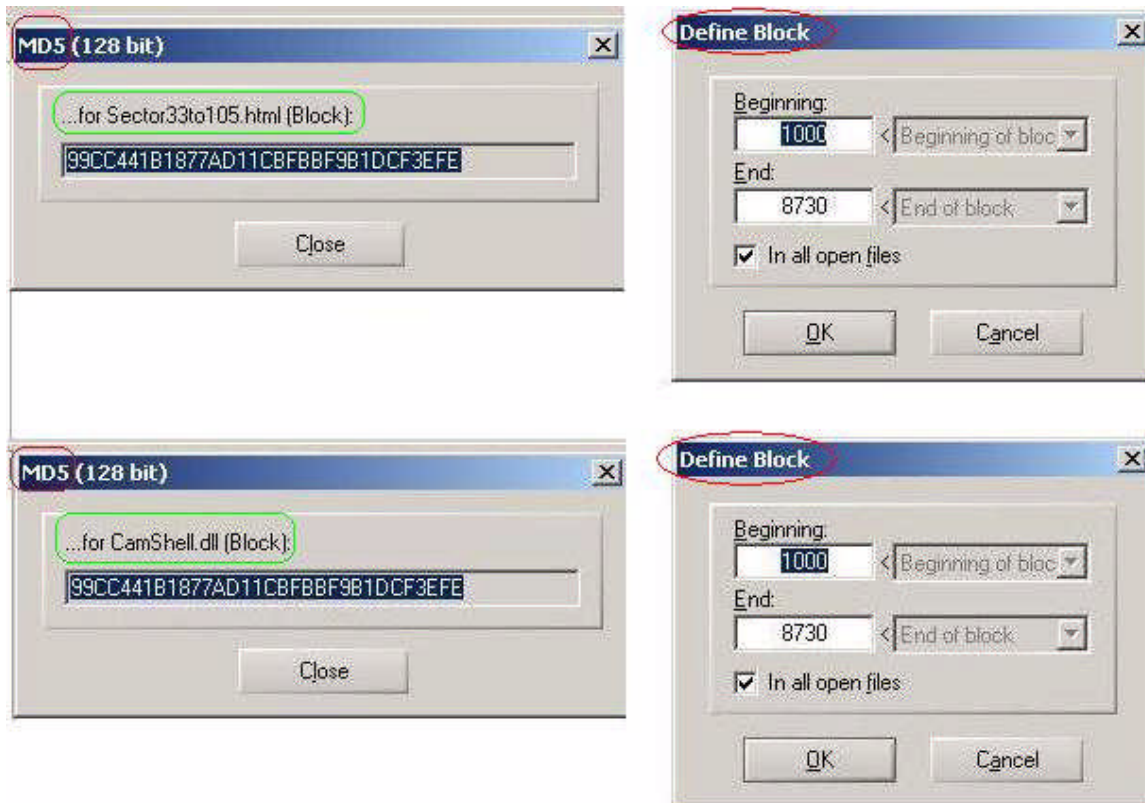 MD5 (128 bit)
...for Sector33to105.html (Block):
99CC441B1877AD11CBFBBF9B1DCF3EFE
Close
Define Block
Beginning:
1000 < Beginning of bloc
End:
8730 < End of block
In all open files
OK Cancel
MD5 (128 bit)
...for CamShell.dll (Block):
99CC441B1877AD11CBFBBF9B1DCF3EFE
Close
Define Block
Beginning:
1000 < Beginning of bloc
End:
8730 < End of block
In all open files
OK Cancel